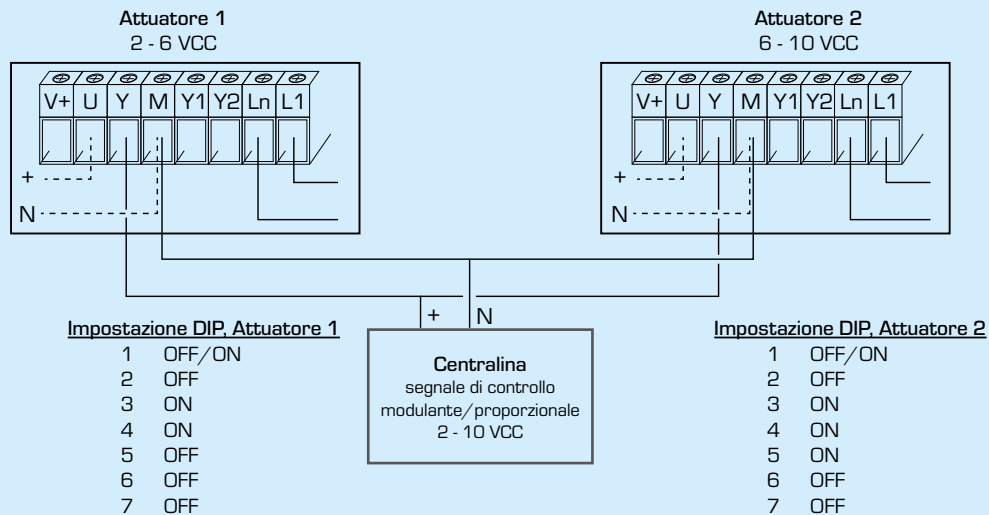 Attuatore 1
2 - 6 VCC
V+ U Y M Y1 Y2 Ln L1
+
N
Attuatore 2
6 - 10 VCC
V+ U Y M Y1 Y2 Ln L1
+
N
+ N
Centralina
segnale di controllo
modulante/proporzionale
2 - 10 VCC
Impostazione DIP, Attuatore 1
1 OFF/ON
2 OFF
3 ON
4 ON
5 OFF
6 OFF
7 OFF
Impostazione DIP, Attuatore 2
1 OFF/ON
2 OFF
3 ON
4 ON
5 ON
6 OFF
7 OFF